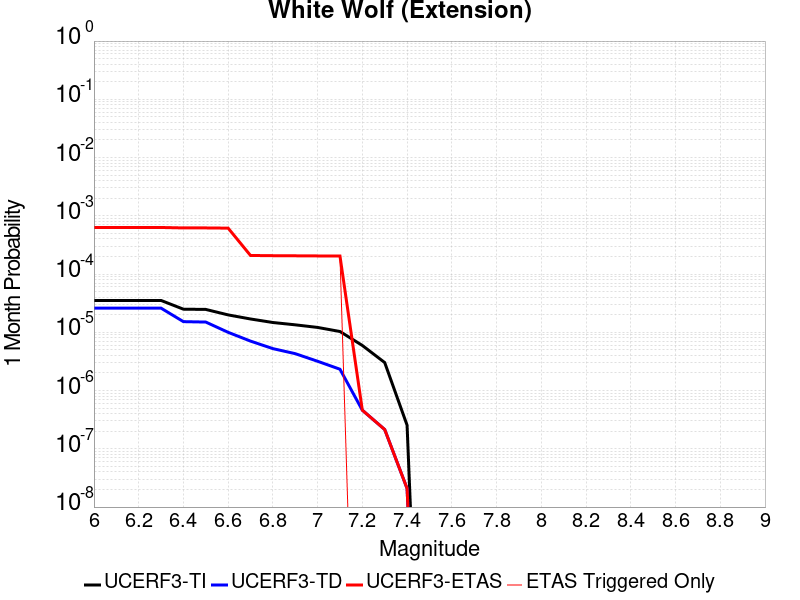 White Wolf (Extension)
10^0
10^-1
10^-2
10^-3
10^-4
10^-5
10^-6
10^-7
10^-8
1 Month Probability
6 6.2 6.4 6.6 6.8 7 7.2 7.4 7.6 7.8 8 8.2 8.4 8.6 8.8 9
Magnitude
UCERF3-TI UCERF3-TD UCERF3-ETAS ETAS Triggered Only